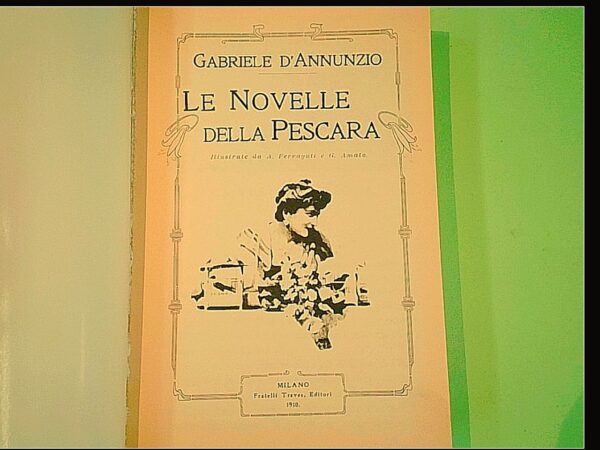 GABRIELE D'ANNUNZIO
LE NOVELLE
DELLA PESCARA
Illustrate da A. Ferraguti e G. Amato.
MILANO
Fratelli Treves, Editori
1910.